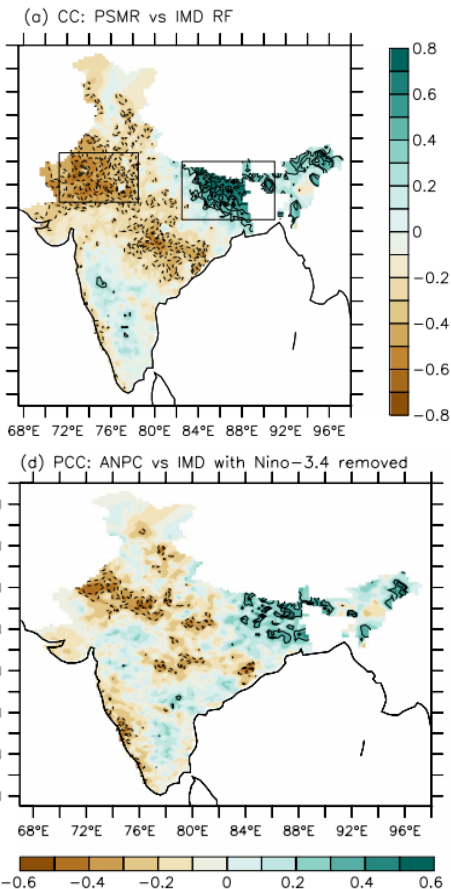 (a) CC: PSMR vs IMD RF
0.8
0.6
0.4
0.2
0
−0.2
−0.4
−0.6
−0.8
68°E 72°E 76°E 80°E 84°E 88°E 92°E 96°E
(d) PCC: ANPC vs IMD with Nino−3.4 removed
68°E 72°E 76°E 80°E 84°E 88°E 92°E 96°E
−0.6 −0.4 −0.2 0 0.2 0.4 0.6